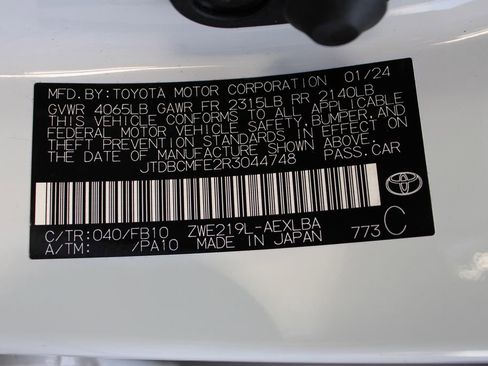 MFD.BY:TOYOTA MOTOR CORPORATION 01/24
GVWR 4065LB GAWR FR 2315LB RR 2140LB
THIS VEHICLE CONFORMS TO ALL APPLICABLE
FEDERAL MOTOR VEHICLE SAFETY,BUMPER,AND
THEFT PREVENTION STANDARDS IN EFFECT ON
THE DATE OF MANUFACTURE SHOWN ABOVE.
JTDBCMFE2R3044748 PASS.CAR
C/TR:040/FB10 ZWE219L-AEXLBA
A/TM: /PA10 MADE IN JAPAN 773 C